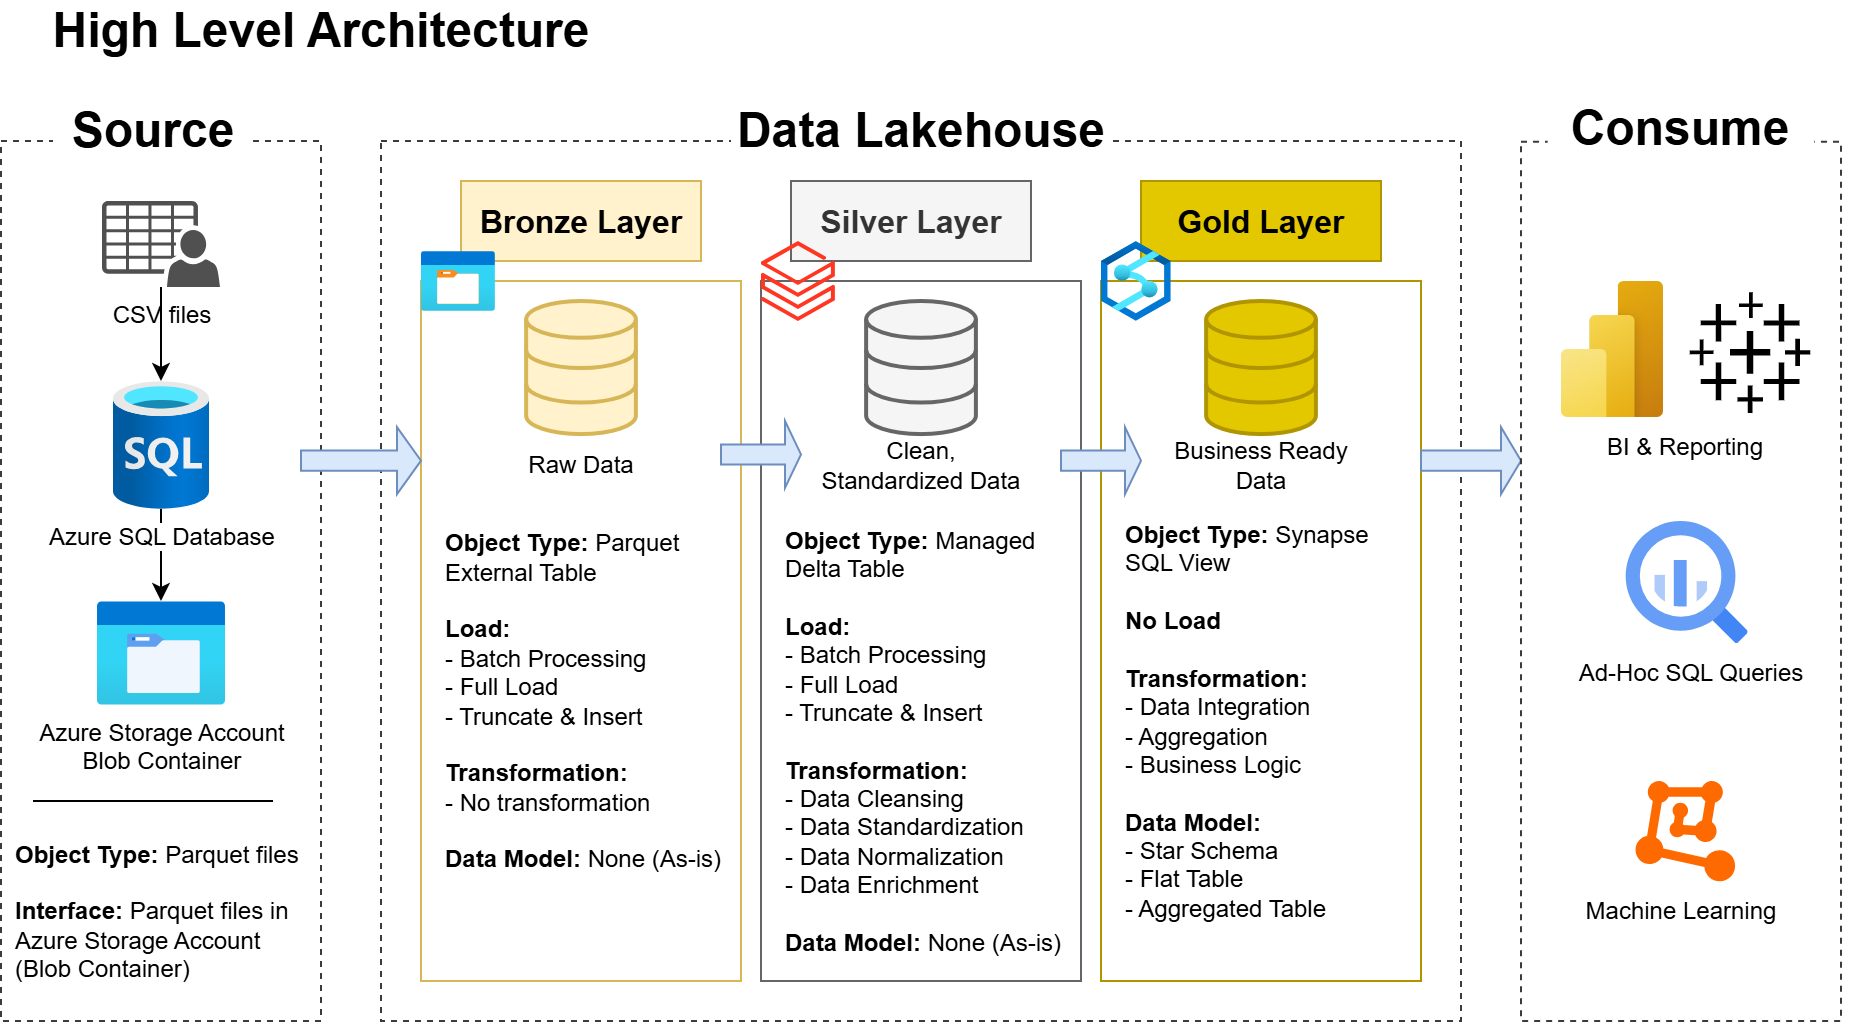 High Level Architecture
Source
CSV files
SQL
Azure SQL Database
Azure Storage Account
Blob Container
Object Type: Parquet files
Interface: Parquet files in
Azure Storage Account
(Blob Container)
Data Lakehouse
Bronze Layer
Raw Data
Object Type: Parquet
External Table
Load:
- Batch Processing
- Full Load
- Truncate & Insert
Transformation:
- No transformation
Data Model: None (As-is)
Silver Layer
Clean,
Standardized Data
Object Type: Managed
Delta Table
Load:
- Batch Processing
- Full Load
- Truncate & Insert
Transformation:
- Data Cleansing
- Data Standardization
- Data Normalization
- Data Enrichment
Data Model: None (As-is)
Gold Layer
Business Ready
Data
Object Type: Synapse
SQL View
No Load
Transformation:
- Data Integration
- Aggregation
- Business Logic
Data Model:
- Star Schema
- Flat Table
- Aggregated Table
Consume
BI & Reporting
Ad-Hoc SQL Queries
Machine Learning